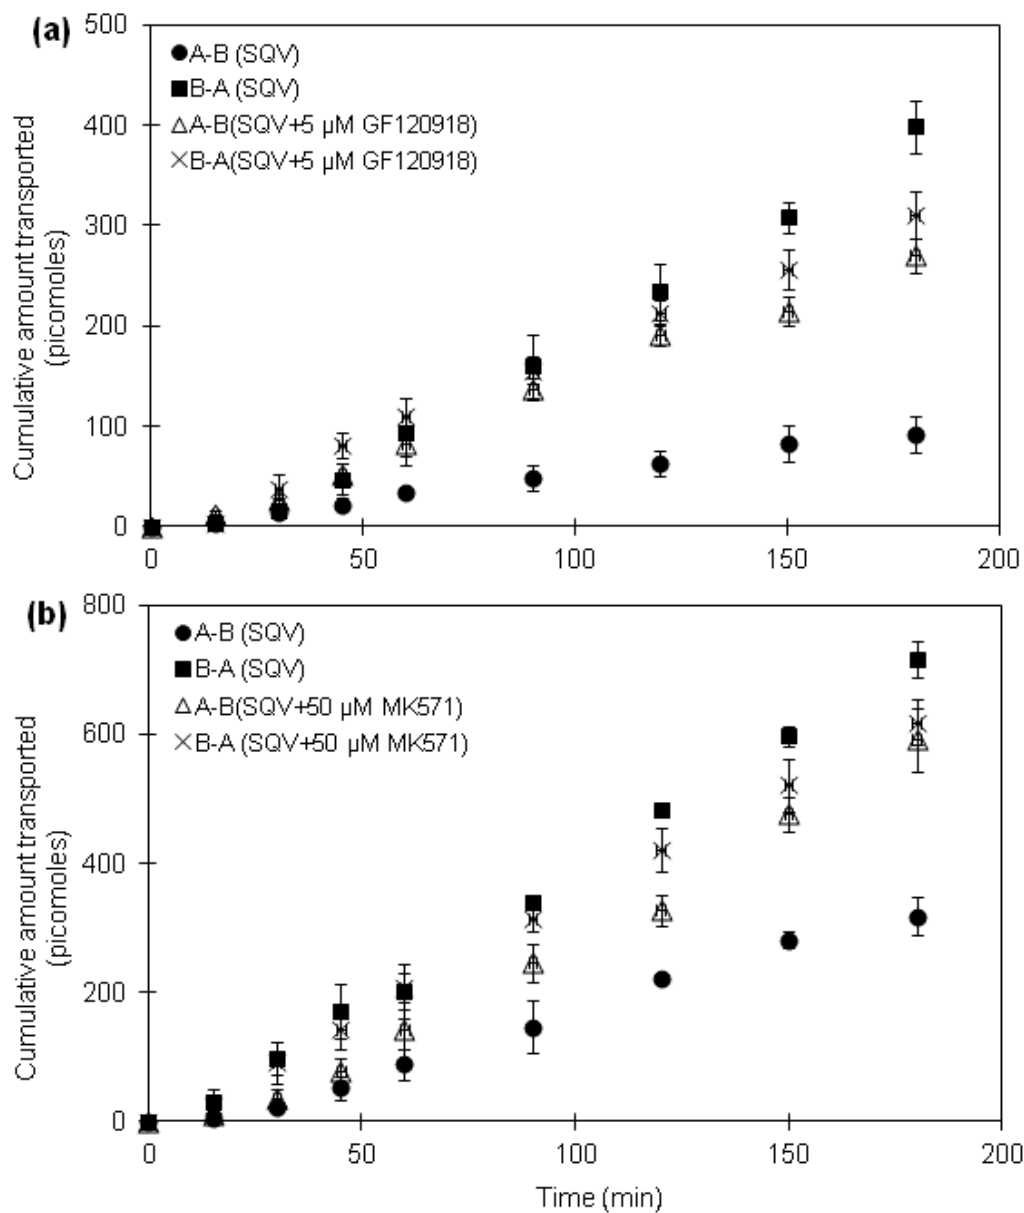 (a)
500
400
300
200
100
0
Cumulative amount transported
(picomoles)
A-B (SQV)
B-A (SQV)
A-B(SQV+5 µM GF120918)
B-A(SQV+5 µM GF120918)
0 50 100 150 200
(b)
800
600
400
200
0
Cumulative amount transported
(picomoles)
A-B (SQV)
B-A (SQV)
A-B(SQV+50 µM MK571)
B-A (SQV+50 µM MK571)
0 50 100 150 200
Time (min)